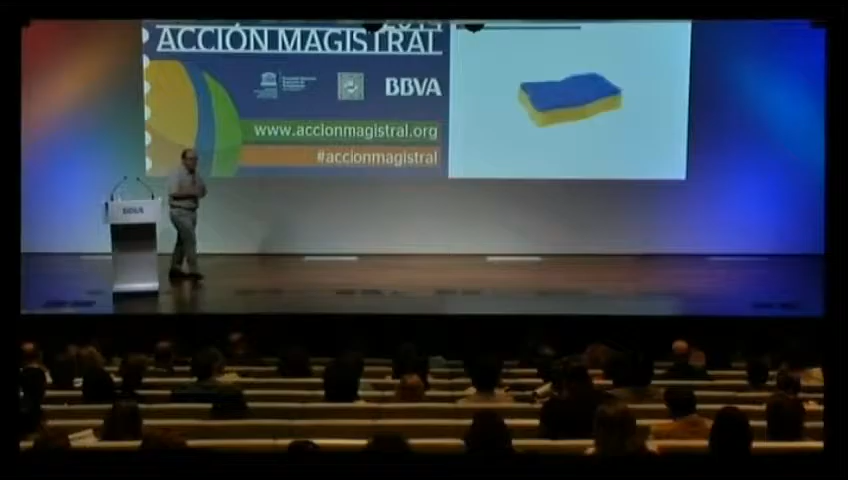 ACCIÓN MAGISTRAL
BBVA
www.accionmagistral.org
#accionmagistral
BBVA